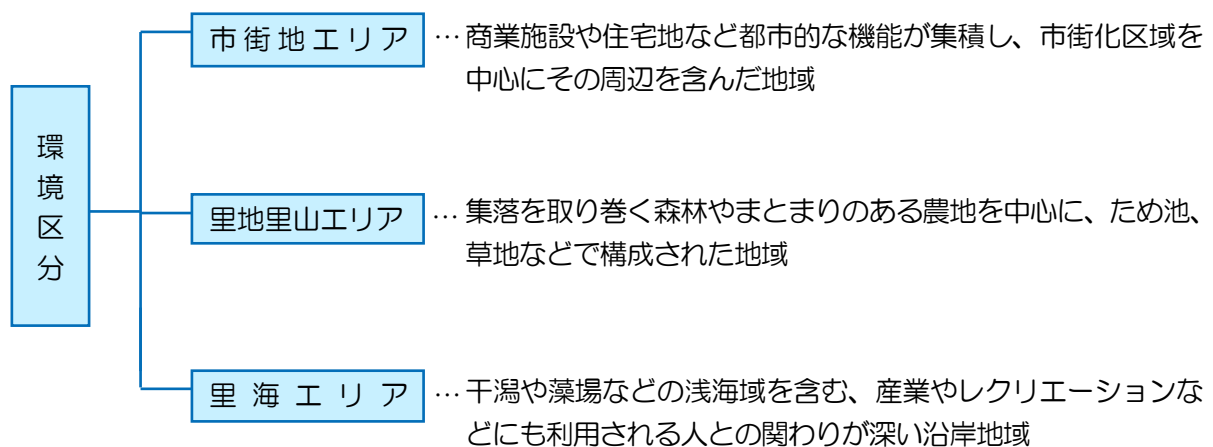 環境区分
市街地エリア
… 商業施設や住宅地など都市的な機能が集積し、市街化区域を
中心にその周辺を含んだ地域
里地里山エリア
… 集落を取り巻く森林やまとまりのある農地を中心に、ため池、
草地などで構成された地域
里海エリア
… 干潟や藻場などの浅海域を含む、産業やレクリエーションな
どにも利用される人との関わりが深い沿岸地域